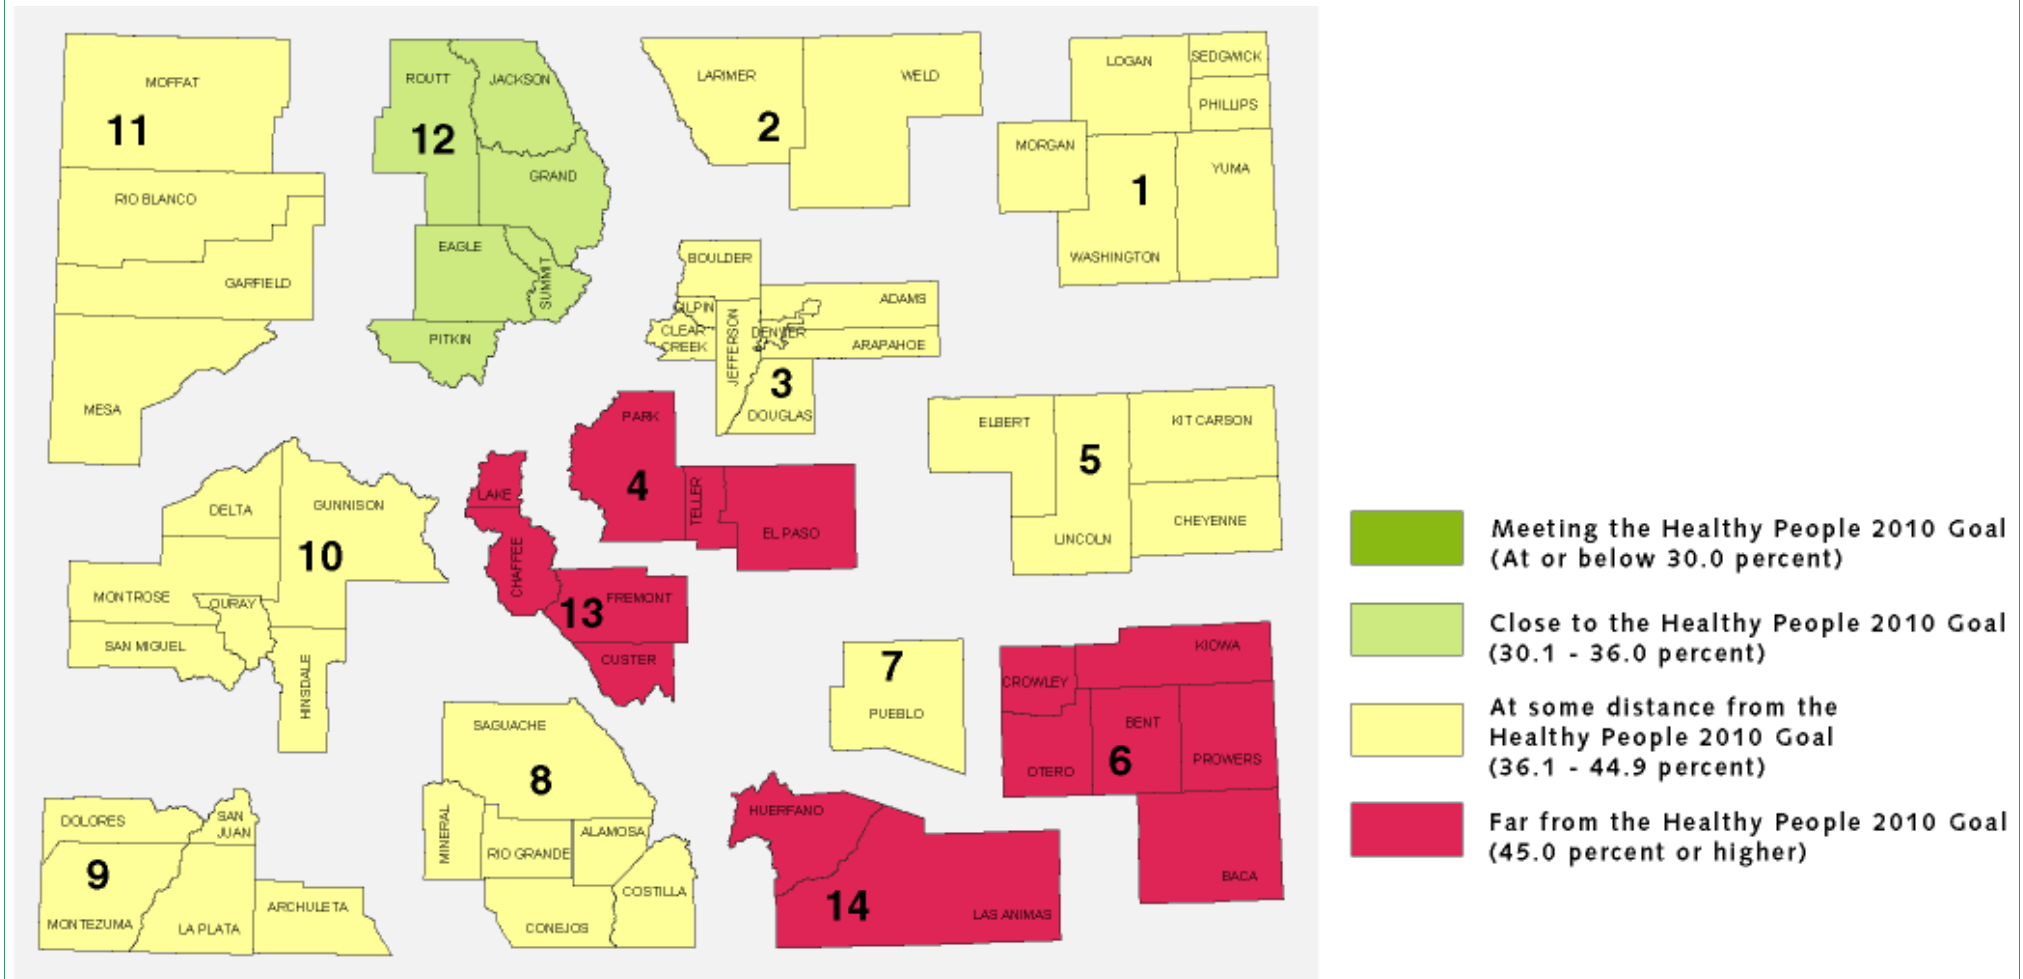 MOFFAT
11
RIO BLANCO
GARFIELD
MESA
ROUTT
JACKSON
12
GRAND
EAGLE
SUMMIT
PITKIN
LARIMER
WELD
2
LOGAN
SEDGWICK
PHILLIPS
MORGAN
YUMA
1
WASHINGTON
BOULDER
GILPIN
ADAMS
CLEAR
CREEK
JEFFERSON
DENVER
ARAPAHOE
3
DOUGLAS
PARK
4
TELLER
EL PASO
ELBERT
KIT CARSON
5
CHEYENNE
LINCOLN
DELTA
GUNNISON
10
MONTROSE
OURAY
SAN MIGUEL
HINSDALE
LAKE
CHAFFEE
13
FREMONT
CUSTER
7
PUEBLO
KIOWA
CROWLEY
BENT
OTERO
6
PROWERS
BACA
SAGUACHE
8
MINERAL
RIO GRANDE
ALAMOSA
COSTILLA
CONEJOS
DOLORES
SAN
JUAN
9
MONTEZUMA
LA PLATA
ARCHULETA
HUERFANO
14
LAS ANIMAS
Meeting the Healthy People 2010 Goal
(At or below 30.0 percent)
Close to the Healthy People 2010 Goal
(30.1 - 36.0 percent)
At some distance from the
Healthy People 2010 Goal
(36.1 - 44.9 percent)
Far from the Healthy People 2010 Goal
(45.0 percent or higher)